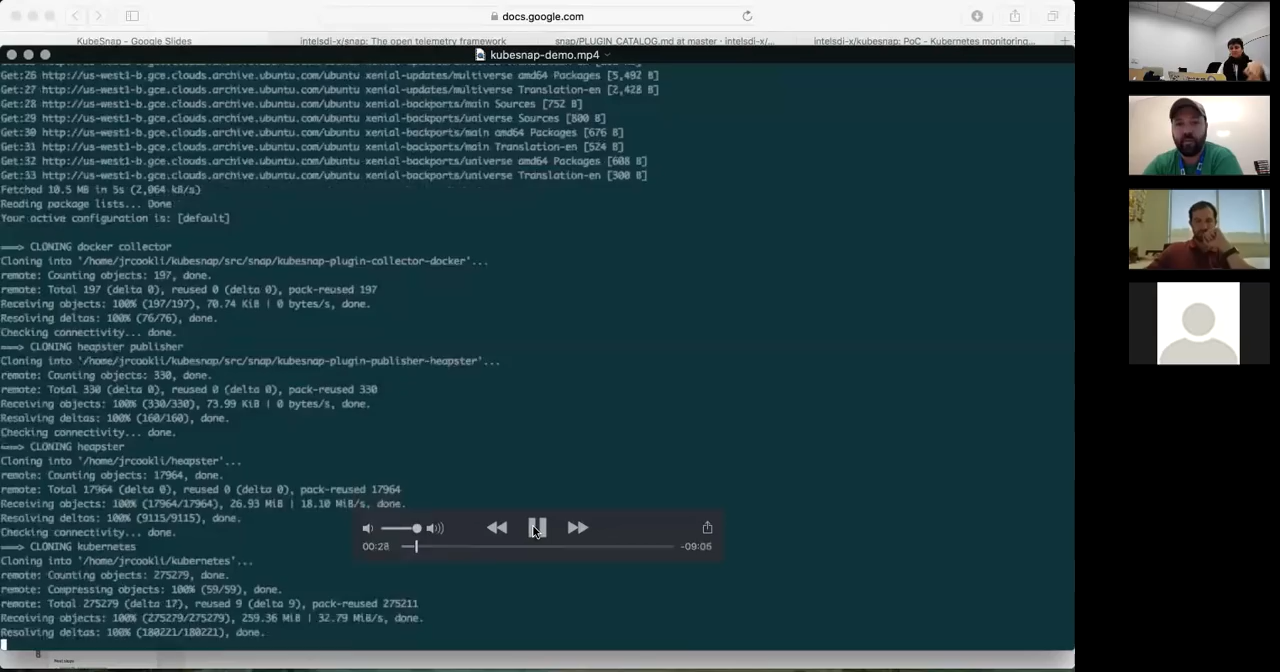 docs.google.com
KubeSnap - Google Slides
intelsdi-x/snap: The open telemetry framework
snap/PLUGIN_CATALOG.md at master · intelsdi-x/...
intelsdi-x/kubesnap: PoC - Kubernetes monitoring...
kubesnap-demo.mp4
Get:26 http://us-west1-b.gce.clouds.archive.ubuntu.com/ubuntu xenial-updates/multiverse amd64 Packages [5,492 B]
Get:27 http://us-west1-b.gce.clouds.archive.ubuntu.com/ubuntu xenial-updates/multiverse Translation-en [2,428 B]
Get:28 http://us-west1-b.gce.clouds.archive.ubuntu.com/ubuntu xenial-backports/main Sources [752 B]
Get:29 http://us-west1-b.gce.clouds.archive.ubuntu.com/ubuntu xenial-backports/universe Sources [800 B]
Get:30 http://us-west1-b.gce.clouds.archive.ubuntu.com/ubuntu xenial-backports/main amd64 Packages [676 B]
Get:31 http://us-west1-b.gce.clouds.archive.ubuntu.com/ubuntu xenial-backports/main Translation-en [524 B]
Get:32 http://us-west1-b.gce.clouds.archive.ubuntu.com/ubuntu xenial-backports/universe amd64 Packages [608 B]
Get:33 http://us-west1-b.gce.clouds.archive.ubuntu.com/ubuntu xenial-backports/universe Translation-en [300 B]
Fetched 10.5 MB in 5s (2,064 kB/s)
Reading package lists... Done
Your active configuration is: [default]
===> CLONING docker collector
Cloning into '/home/jrcookli/kubesnap/src/snap/kubesnap-plugin-collector-docker'...
remote: Counting objects: 197, done.
remote: Total 197 (delta 0), reused 0 (delta 0), pack-reused 197
Receiving objects: 100% (197/197), 70.74 KiB | 0 bytes/s, done.
Resolving deltas: 100% (76/76), done.
Checking connectivity... done.
===> CLONING heapster publisher
Cloning into '/home/jrcookli/kubesnap/src/snap/kubesnap-plugin-publisher-heapster'...
remote: Counting objects: 330, done.
remote: Total 330 (delta 0), reused 0 (delta 0), pack-reused 330
Receiving objects: 100% (330/330), 73.99 KiB | 0 bytes/s, done.
Resolving deltas: 100% (160/160), done.
Checking connectivity... done.
===> CLONING heapster
Cloning into '/home/jrcookli/heapster'...
remote: Counting objects: 17964, done.
remote: Total 17964 (delta 0), reused 0 (delta 0), pack-reused 17964
Receiving objects: 100% (17964/17964), 26.93 MiB | 18.10 MiB/s, done.
Resolving deltas: 100% (9115/9115), done.
Checking connectivity... done.
===> CLONING kubernetes
Cloning into '/home/jrcookli/kubernetes'...
remote: Counting objects: 275279, done.
remote: Compressing objects: 100% (59/59), done.
remote: Total 275279 (delta 17), reused 9 (delta 9), pack-reused 275211
Receiving objects: 100% (275279/275279), 259.36 MiB | 32.79 MiB/s, done.
Resolving deltas: 100% (180221/180221), done.
00:28
-09:06
8